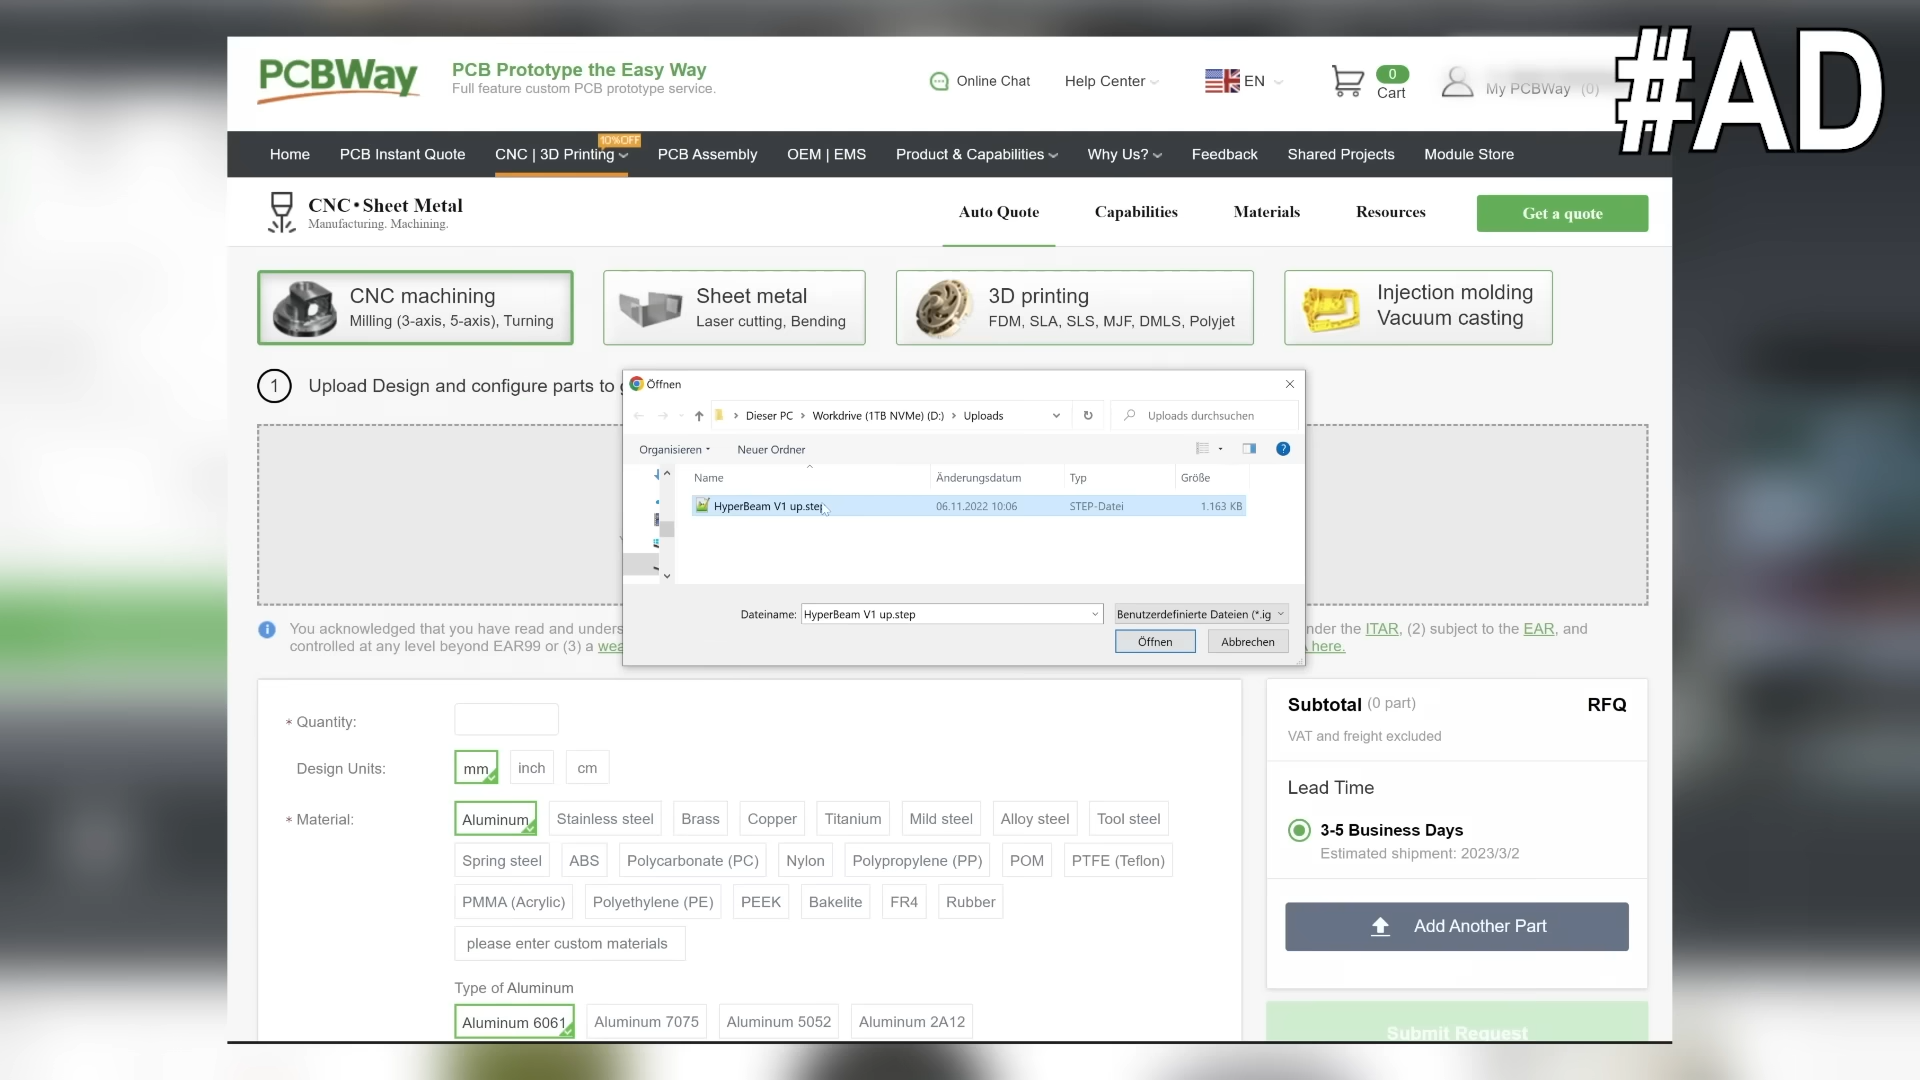 #AD
PCBWay
PCB Prototype the Easy Way
Full feature custom PCB prototype service.
Online Chat
Help Center
EN
0
Cart
My PCBWay (0)
10%OFF
Home PCB Instant Quote CNC | 3D Printing PCB Assembly OEM | EMS Product & Capabilities Why Us? Feedback Shared Projects Module Store
CNC•Sheet Metal
Manufacturing. Machining.
Auto Quote Capabilities Materials Resources Get a quote
CNC machining
Milling (3-axis, 5-axis), Turning
Sheet metal
Laser cutting, Bending
3D printing
FDM, SLA, SLS, MJF, DMLS, Polyjet
Injection molding
Vacuum casting
1 Upload Design and configure parts to
Öffnen
Dieser PC › Workdrive (1TB NVMe) (D:) › Uploads
Uploads durchsuchen
Organisieren Neuer Ordner
Name Änderungsdatum Typ Größe
HyperBeam V1 up.step 06.11.2022 10:06 STEP-Datei 1.163 KB
Dateiname: HyperBeam V1 up.step Benutzerdefinierte Dateien (*.ig
Öffnen Abbrechen
You acknowledged that you have read and unders
nder the ITAR, (2) subject to the EAR, and
controlled at any level beyond EAR99 or (3) a wea
here.
* Quantity:
Design Units: mm inch cm
* Material: Aluminum Stainless steel Brass Copper Titanium Mild steel Alloy steel Tool steel
Spring steel ABS Polycarbonate (PC) Nylon Polypropylene (PP) POM PTFE (Teflon)
PMMA (Acrylic) Polyethylene (PE) PEEK Bakelite FR4 Rubber
please enter custom materials
Type of Aluminum
Aluminum 6061 Aluminum 7075 Aluminum 5052 Aluminum 2A12
Subtotal (0 part) RFQ
VAT and freight excluded
Lead Time
3-5 Business Days
Estimated shipment: 2023/3/2
Add Another Part
Submit Request